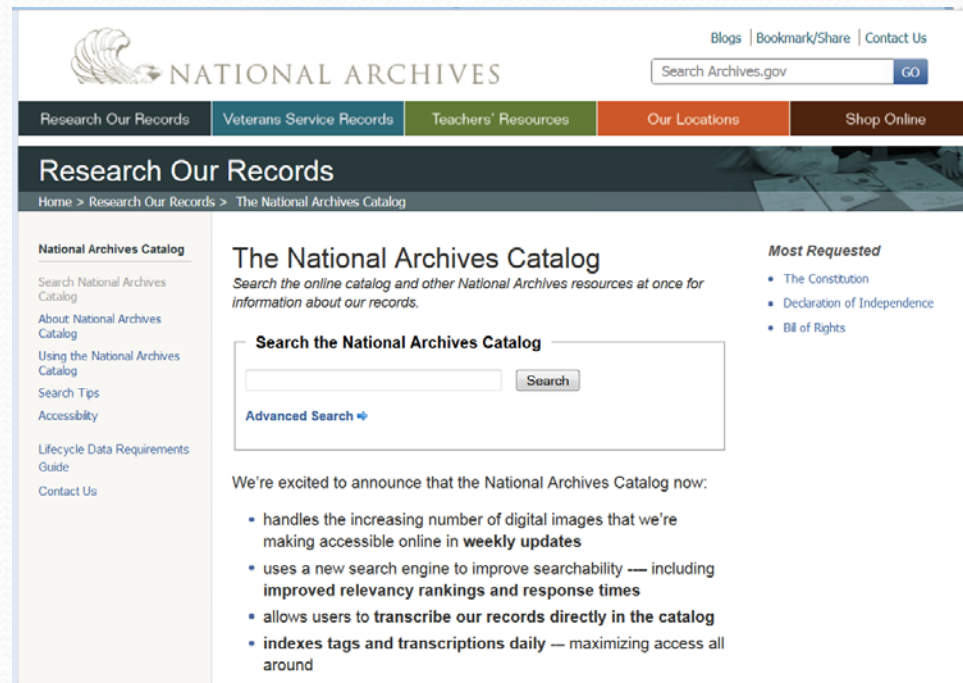 NATIONAL ARCHIVES
Blogs | Bookmark/Share | Contact Us
Search Archives.gov GO
Research Our Records Veterans Service Records Teachers' Resources Our Locations Shop Online
Research Our Records
Home > Research Our Records > The National Archives Catalog
National Archives Catalog
Search National Archives
Catalog
About National Archives
Catalog
Using the National Archives
Catalog
Search Tips
Accessibility
Lifecycle Data Requirements
Guide
Contact Us
The National Archives Catalog
Search the online catalog and other National Archives resources at once for
information about our records.
Search the National Archives Catalog
Search
Advanced Search
We're excited to announce that the National Archives Catalog now:
• handles the increasing number of digital images that we're
making accessible online in weekly updates
• uses a new search engine to improve searchability –-– including
improved relevancy rankings and response times
• allows users to transcribe our records directly in the catalog
• indexes tags and transcriptions daily –- maximizing access all
around
Most Requested
• The Constitution
• Declaration of Independence
• Bill of Rights